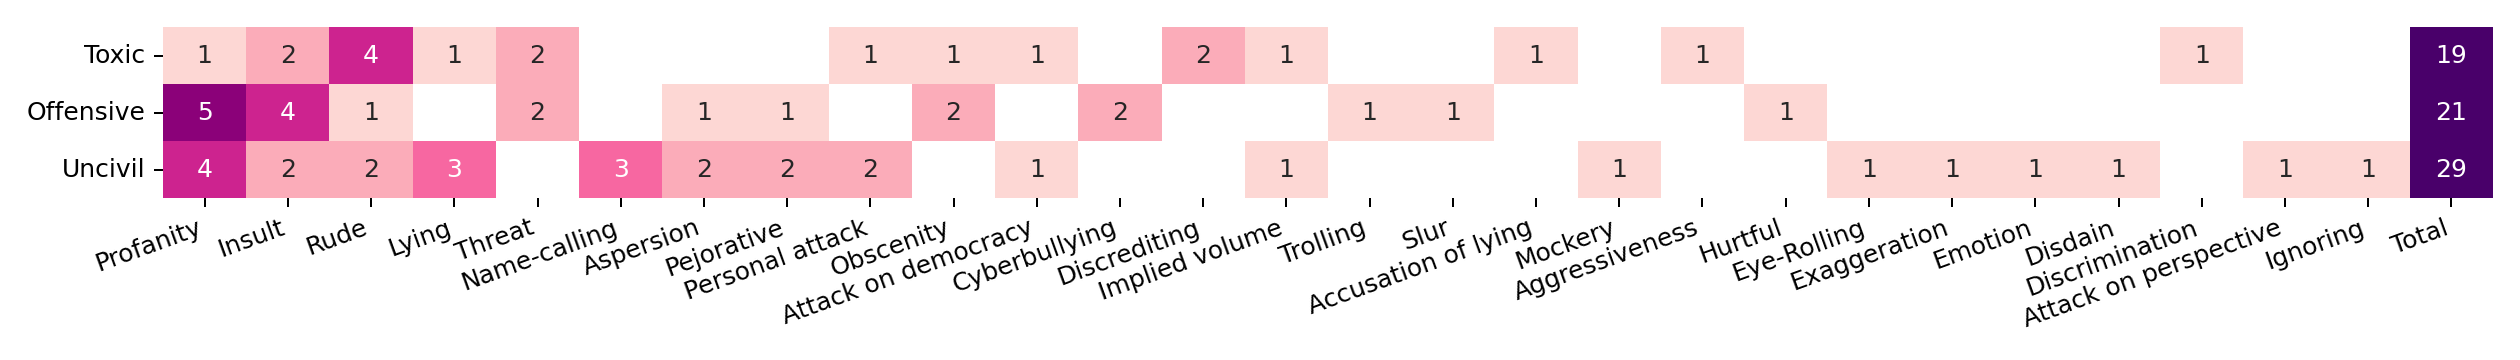 Toxic 1 2 4 1 2 1 1 1 2 1 1 1 1 19
Offensive 5 4 1 2 1 1 2 2 1 1 1 21
Uncivil 4 2 2 3 3 2 2 2 1 1 1 1 1 1 1 1 1 29
Profanity
Insult
Rude
Lying
Threat
Name-calling
Aspersion
Pejorative
Personal attack
Obscenity
Attack on democracy
Cyberbullying
Discrediting
Implied volume
Trolling
Slur
Accusation of lying
Mockery
Aggressiveness
Hurtful
Eye-Rolling
Exaggeration
Emotion
Disdain
Discrimination
Attack on perspective
Ignoring
Total